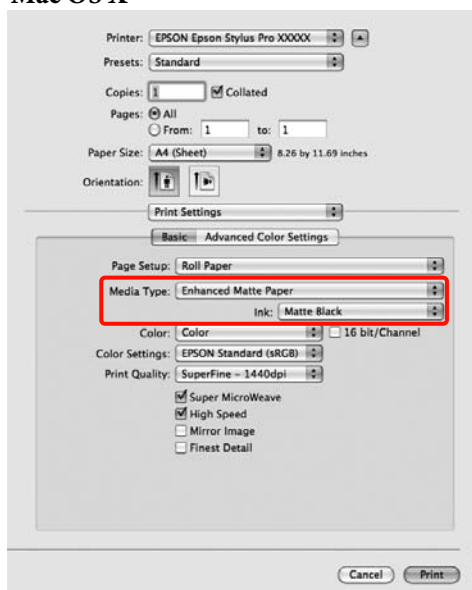 Mac OS X
Printer: EPSON Epson Stylus Pro XXXXX
Presets: Standard
Copies: 1 Collated
Pages: All
From: 1 to: 1
Paper Size: A4 (Sheet) 8.26 by 11.69 inches
Orientation:
Print Settings
Basic Advanced Color Settings
Page Setup: Roll Paper
Media Type: Enhanced Matte Paper
Ink: Matte Black
Color: Color 16 bit/Channel
Color Settings: EPSON Standard (sRGB)
Print Quality: SuperFine - 1440dpi
Super MicroWeave
High Speed
Mirror Image
Finest Detail
Cancel Print